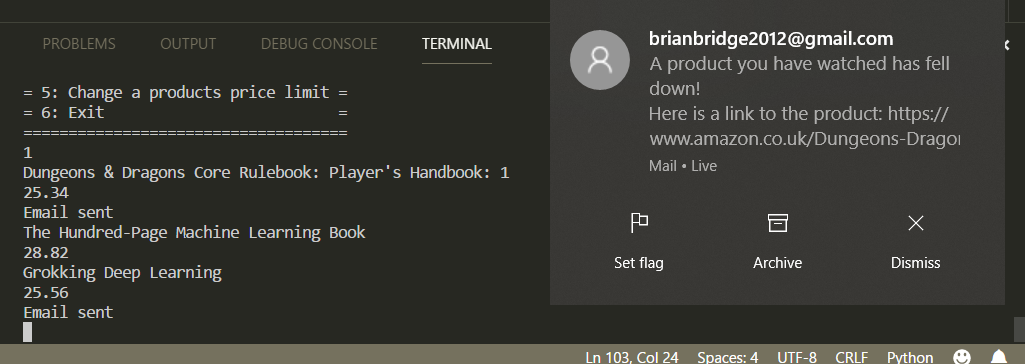 PROBLEMS OUTPUT DEBUG CONSOLE TERMINAL
= 5: Change a products price limit =
= 6: Exit =
====================================
1
Dungeons & Dragons Core Rulebook: Player's Handbook: 1
25.34
Email sent
The Hundred-Page Machine Learning Book
28.82
Grokking Deep Learning
25.56
Email sent
brianbridge2012@gmail.com
A product you have watched has fell
down!
Here is a link to the product: https://
www.amazon.co.uk/Dungeons-Dragon
Mail • Live
Set flag Archive Dismiss
Ln 103, Col 24 Spaces: 4 UTF-8 CRLF Python